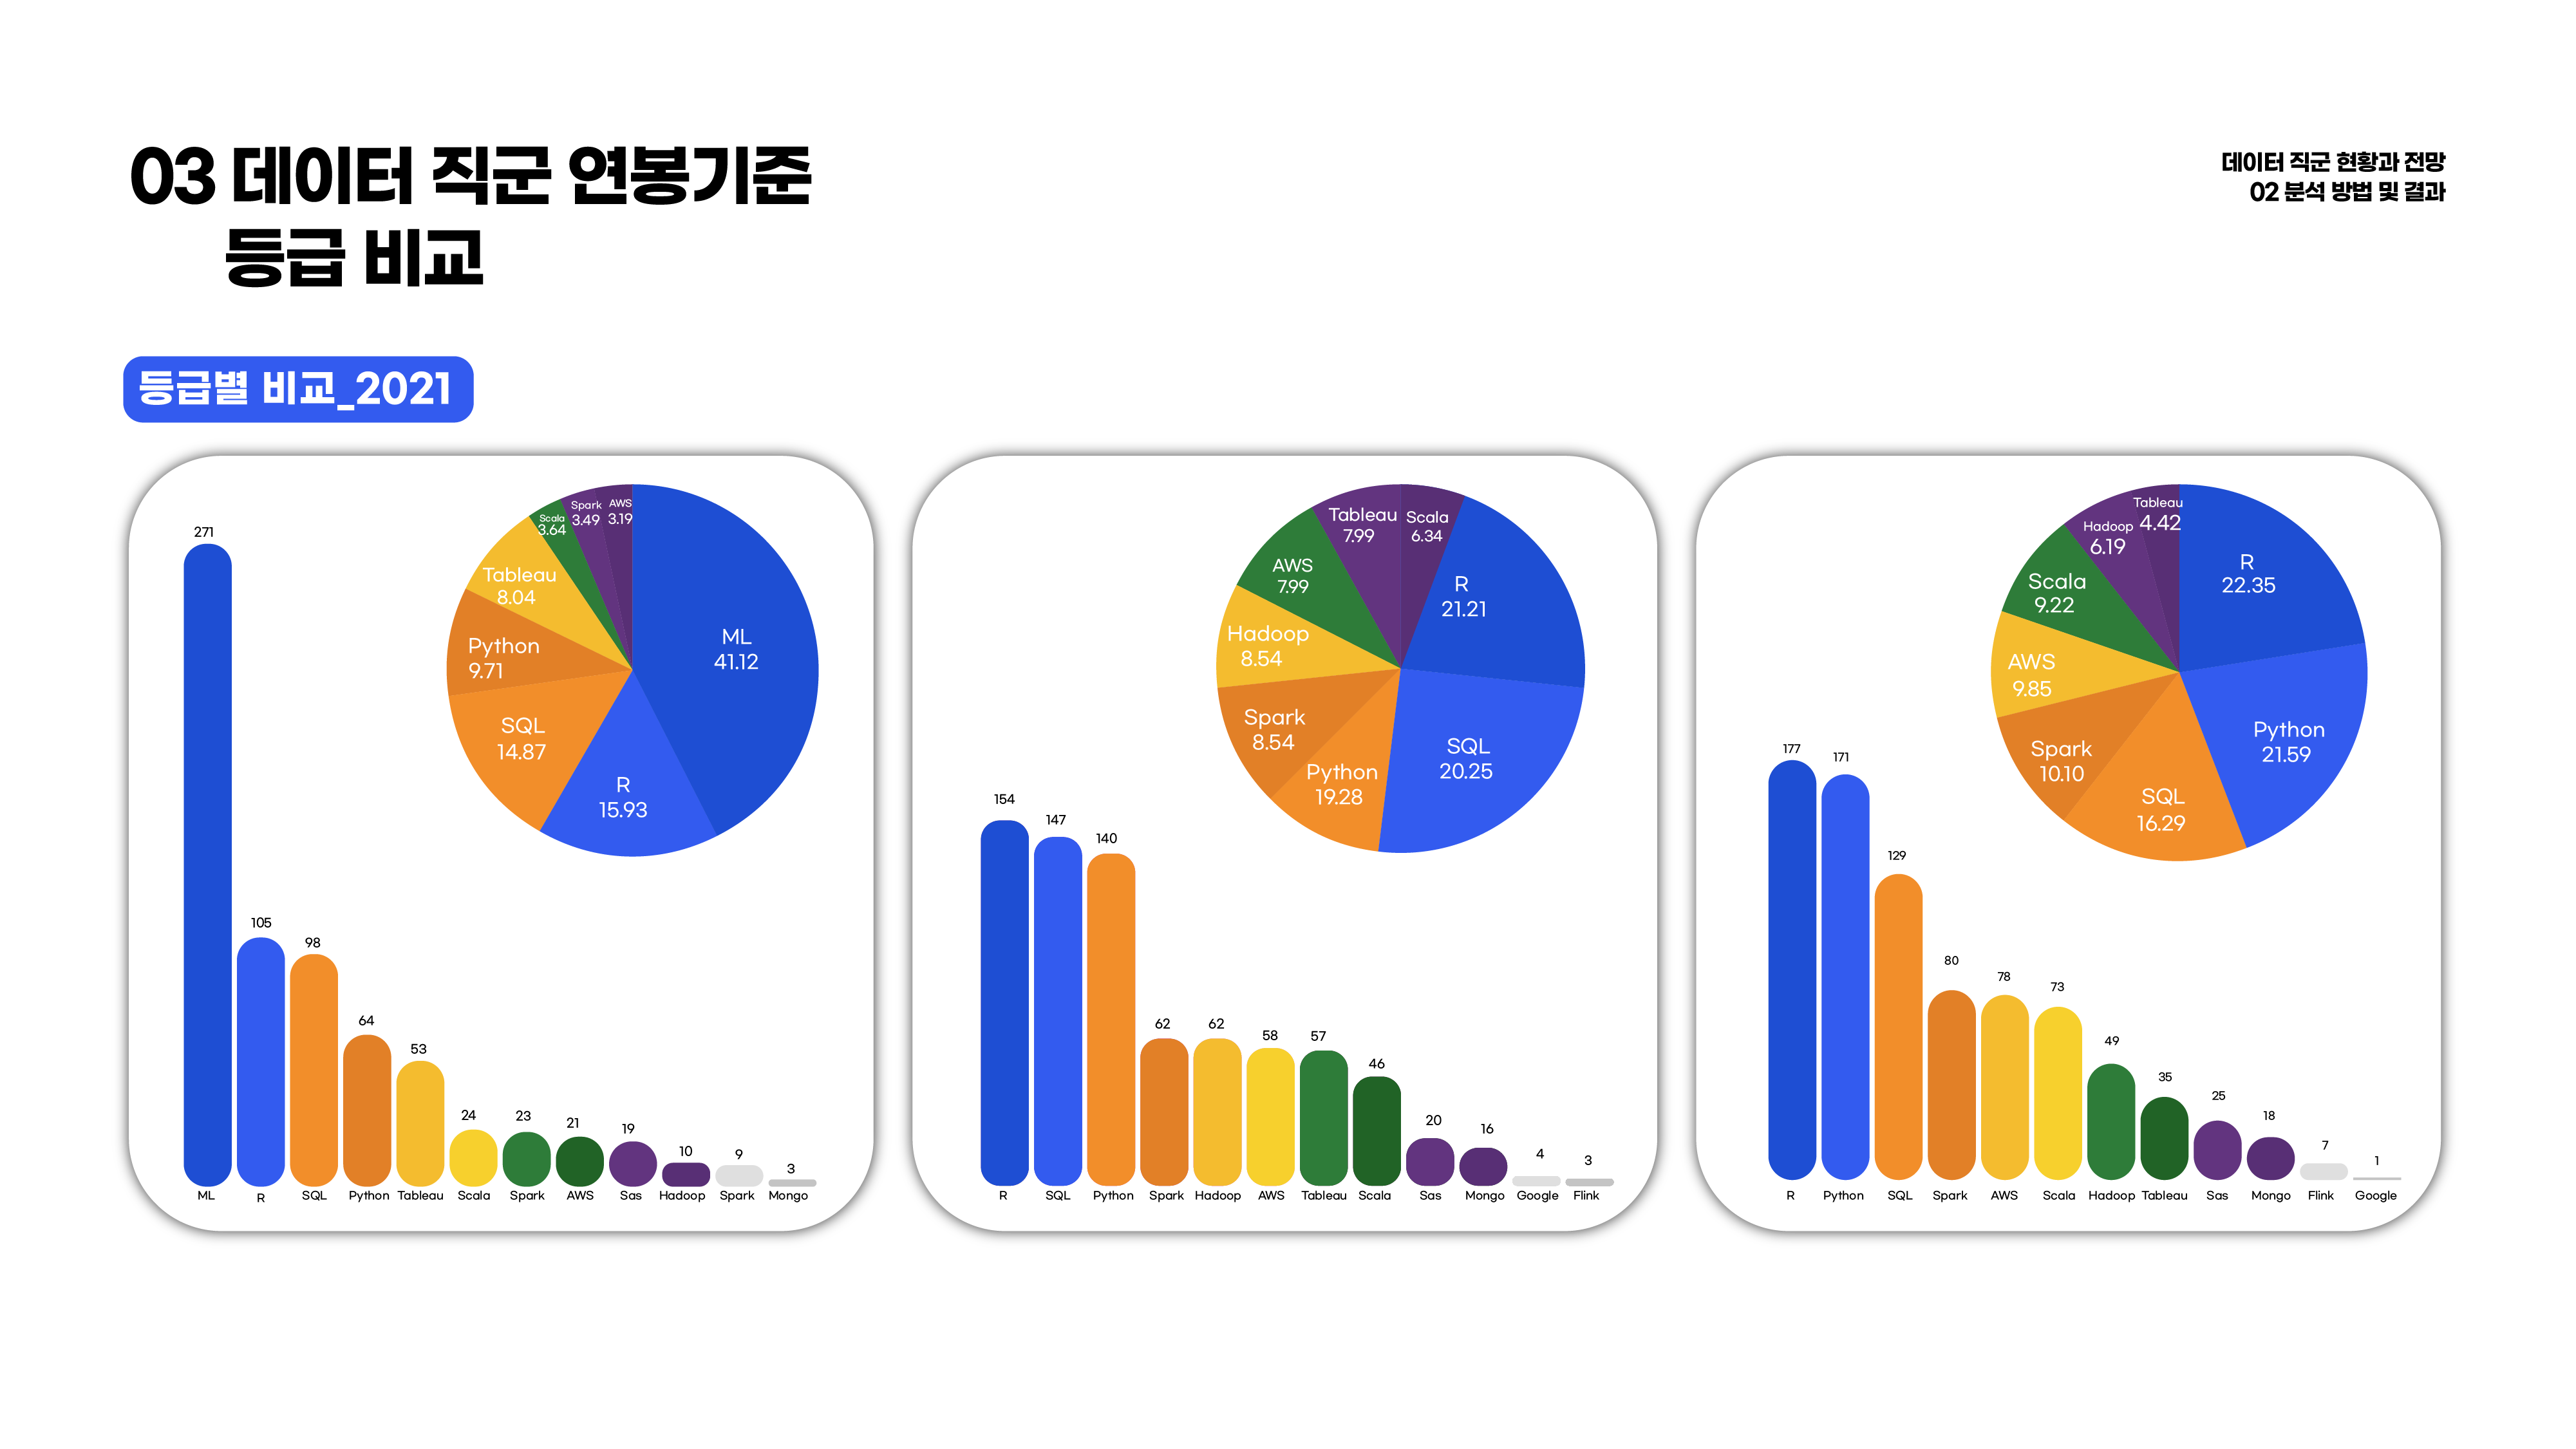 03 데이터 직군 연봉기준
등급 비교
데이터 직군 현황과 전망
02 분석 방법 및 결과
등급별 비교_2021
271
105
98
64
53
24
23
21
19
10
9
3
ML
R
SQL
Python
Tableau
Scala
Spark
AWS
Sas
Hadoop
Spark
Mongo
ML
41.12
R
15.93
SQL
14.87
Python
9.71
Tableau
8.04
Scala
3.64
Spark
3.49
AWS
3.19
154
147
140
62
62
58
57
46
20
16
4
3
R
SQL
Python
Spark
Hadoop
AWS
Tableau
Scala
Sas
Mongo
Google
Flink
R
21.21
SQL
20.25
Python
19.28
Spark
8.54
Hadoop
8.54
AWS
7.99
Tableau
7.99
Scala
6.34
177
171
129
80
78
73
49
35
25
18
7
1
R
Python
SQL
Spark
AWS
Scala
Hadoop
Tableau
Sas
Mongo
Flink
Google
R
22.35
Python
21.59
SQL
16.29
Spark
10.10
AWS
9.85
Scala
9.22
Hadoop
6.19
Tableau
4.42